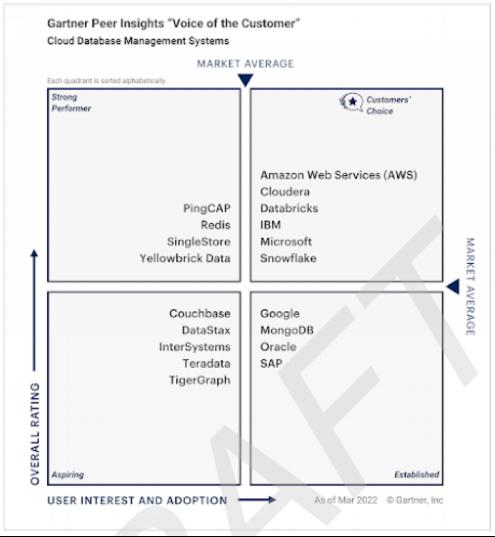 Gartner Peer Insights “Voice of the Customer”
Cloud Database Management Systems
MARKET AVERAGE
Each quadrant is sorted alphabetically.
Strong
Performer
Customers'
Choice
PingCAP
Redis
SingleStore
Yellowbrick Data
Amazon Web Services (AWS)
Cloudera
Databricks
IBM
Microsoft
Snowflake
MARKET AVERAGE
Couchbase
DataStax
InterSystems
Teradata
TigerGraph
Google
MongoDB
Oracle
SAP
OVERALL RATING
Aspiring
Established
USER INTEREST AND ADOPTION
As of Mar 2022 © Gartner, Inc
DRAFT